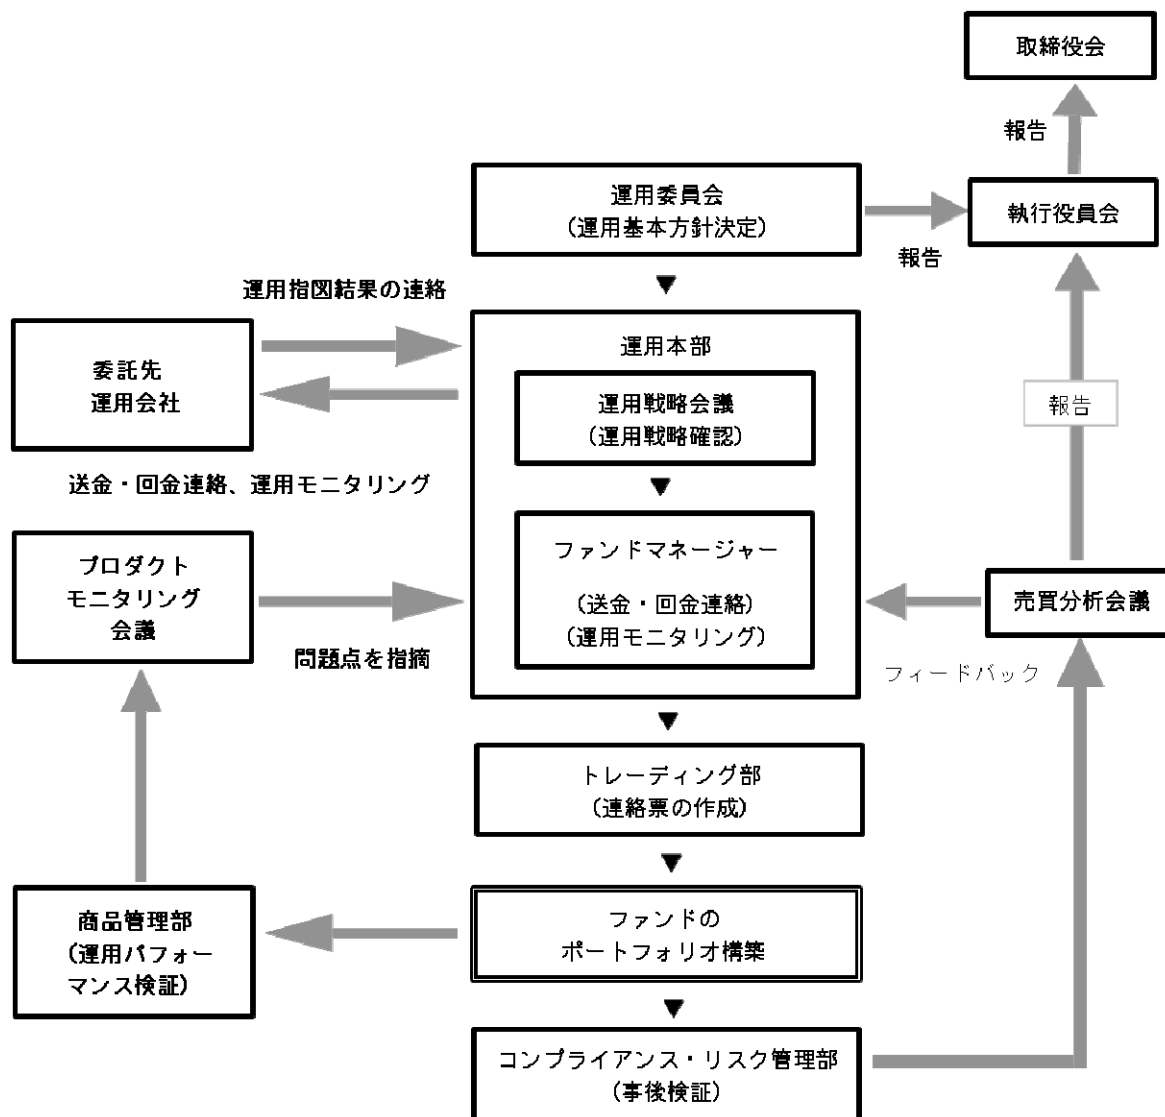 取締役会
報告
運用委員会
(運用基本方針決定)
執行役員会
報告
運用指図結果の連絡
委託先
運用会社
運用本部
運用戦略会議
(運用戦略確認)
報告
送金・回金連絡、運用モニタリング
プロダクト
モニタリング
会議
ファンドマネージャー
(送金・回金連絡)
(運用モニタリング)
売買分析会議
問題点を指摘
フィードバック
トレーディング部
(連絡票の作成)
商品管理部
(運用パフォー
マンス検証)
ファンドの
ポートフォリオ構築
コンプライアンス・リスク管理部
(事後検証)